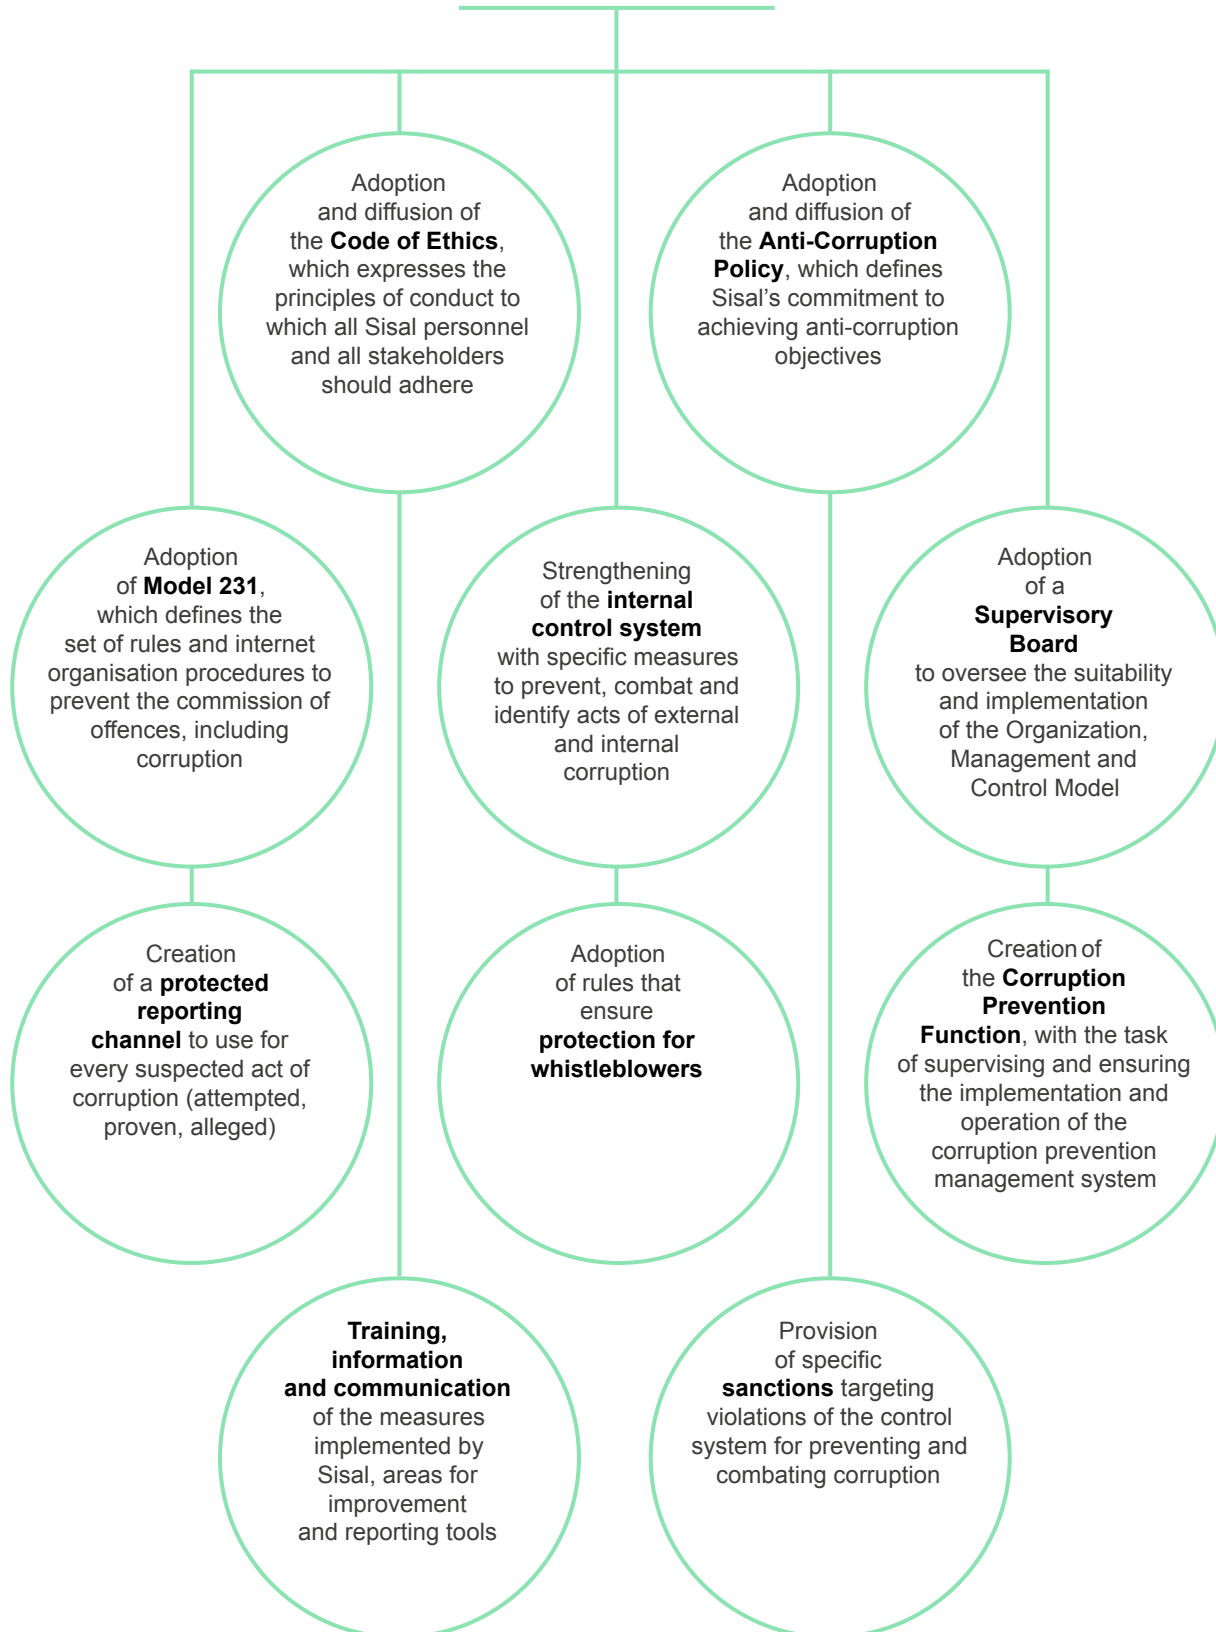 Adoption
and diffusion of
the Code of Ethics,
which expresses the
principles of conduct to
which all Sisal personnel
and all stakeholders
should adhere
Adoption
and diffusion of
the Anti-Corruption
Policy, which defines
Sisal’s commitment to
achieving anti-corruption
objectives
Adoption
of Model 231,
which defines the
set of rules and internet
organisation procedures to
prevent the commission of
offences, including
corruption
Strengthening
of the internal
control system
with specific measures
to prevent, combat and
identify acts of external
and internal
corruption
Adoption
of a
Supervisory
Board
to oversee the suitability
and implementation
of the Organization,
Management and
Control Model
Creation
of a protected
reporting
channel to use for
every suspected act of
corruption (attempted,
proven, alleged)
Adoption
of rules that
ensure
protection for
whistleblowers
Creation of
the Corruption
Prevention
Function, with the task
of supervising and ensuring
the implementation and
operation of the
corruption prevention
management system
Training,
information
and communication
of the measures
implemented by
Sisal, areas for
improvement
and reporting tools
Provision
of specific
sanctions targeting
violations of the control
system for preventing and
combating corruption